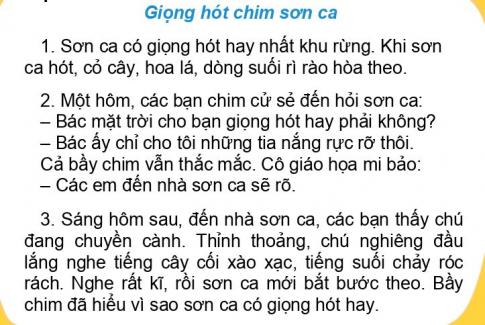 Giọng hót chim sơn ca
1. Sơn ca có giọng hót hay nhất khu rừng. Khi sơn
ca hót, cỏ cây, hoa lá, dòng suối rì rào hòa theo.
2. Một hôm, các bạn chim cử sẻ đến hỏi sơn ca:
– Bác mặt trời cho bạn giọng hót hay phải không?
– Bác ấy chỉ cho tôi những tia nắng rực rỡ thôi.
Cả bầy chim vẫn thắc mắc. Cô giáo họa mi bảo:
– Các em đến nhà sơn ca sẽ rõ.
3. Sáng hôm sau, đến nhà sơn ca, các bạn thấy chú
đang chuyền cành. Thỉnh thoảng, chú nghiêng đầu
lắng nghe tiếng cây cối xào xạc, tiếng suối chảy róc
rách. Nghe rất kĩ, rồi sơn ca mới bắt bước theo. Bầy
chim đã hiểu vì sao sơn ca có giọng hót hay.